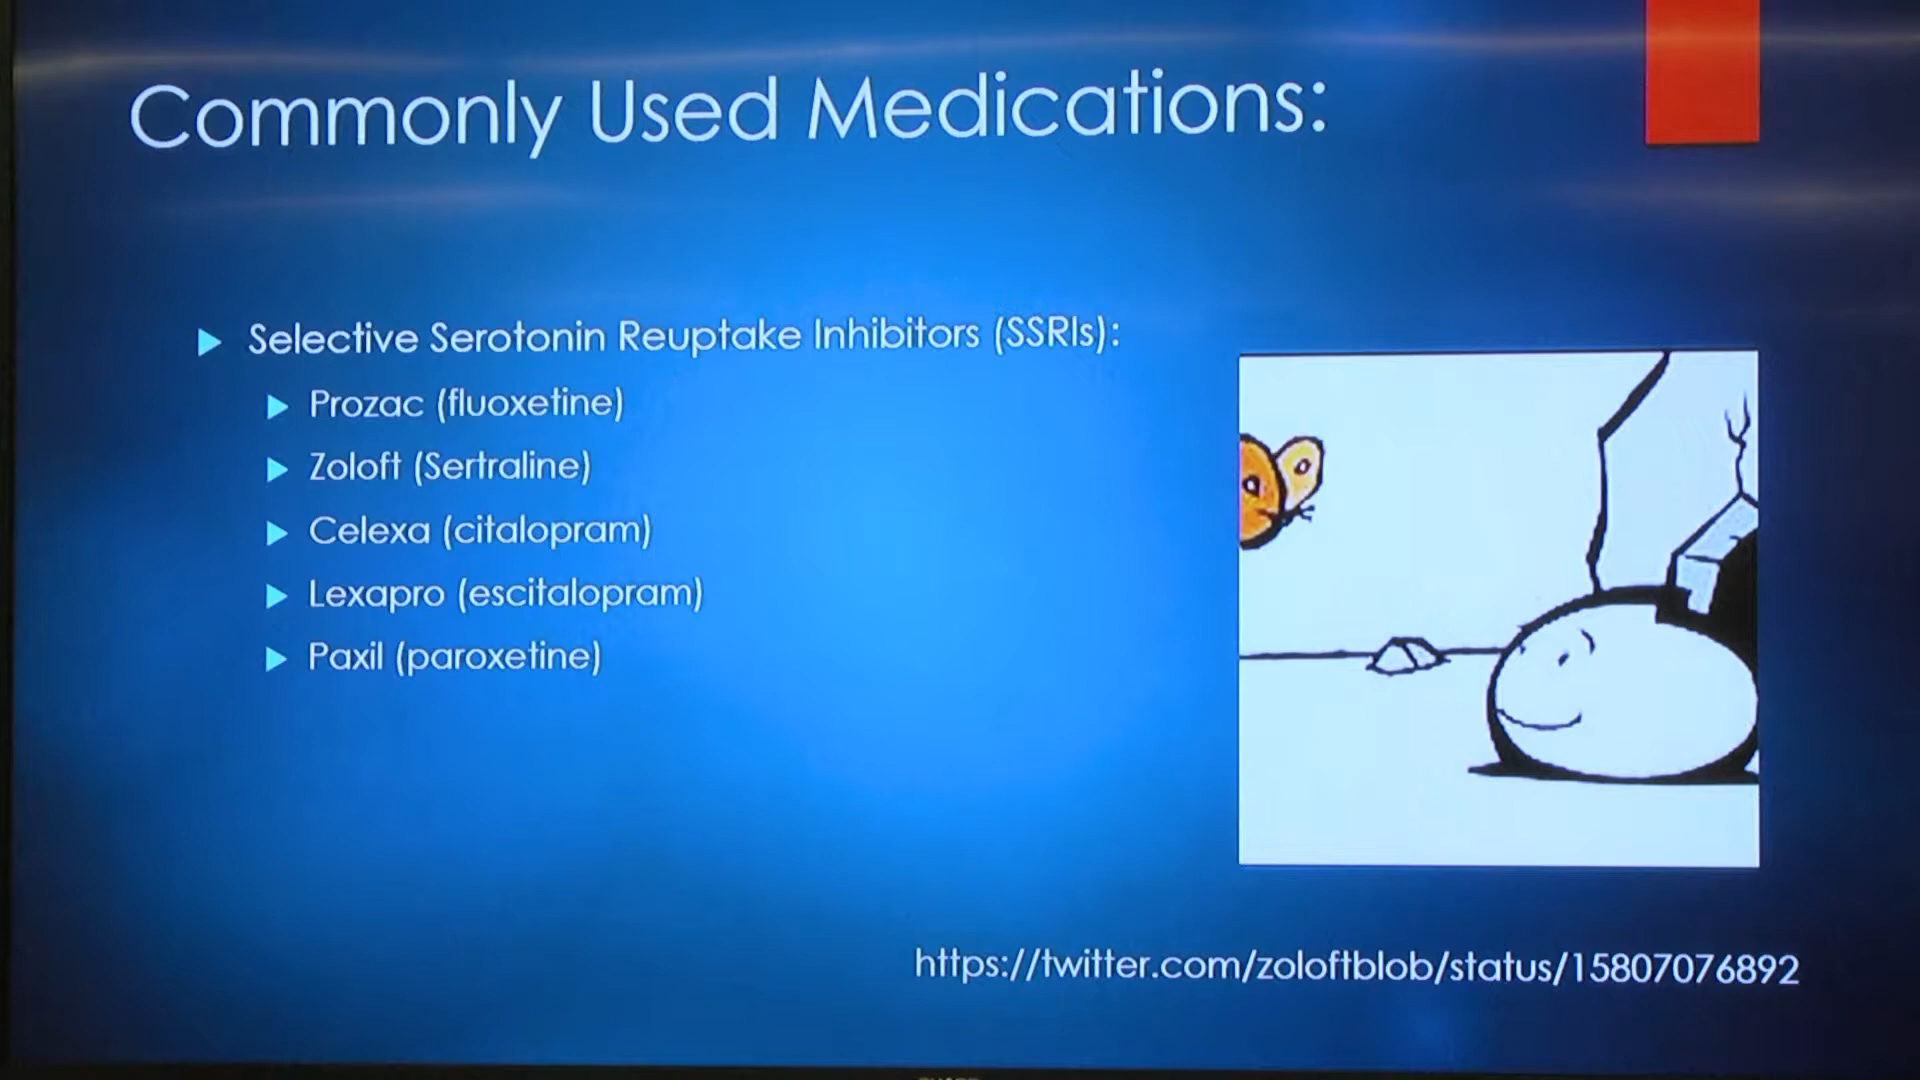 Commonly Used Medications:
Selective Serotonin Reuptake Inhibitors (SSRIs):
Prozac (fluoxetine)
Zoloft (Sertraline)
Celexa (citalopram)
Lexapro (escitalopram)
Paxil (paroxetine)
https://twitter.com/zoloftblob/status/15807076892